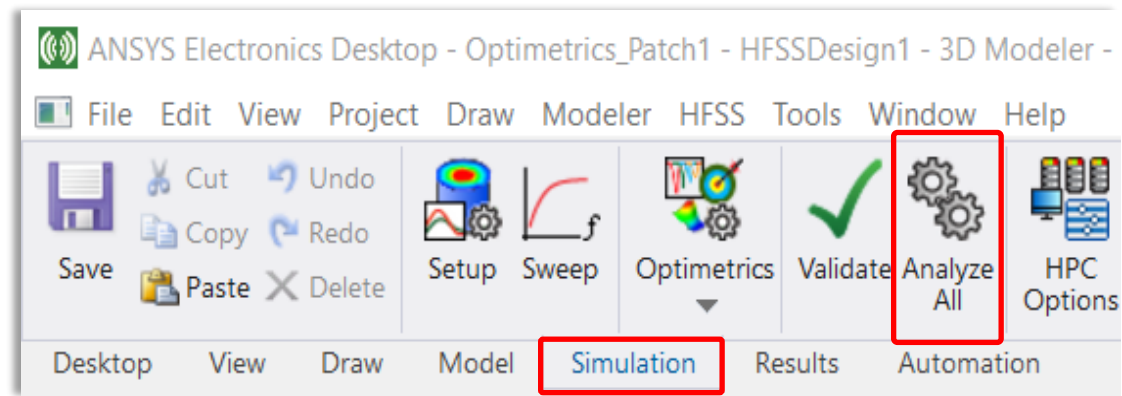 ANSYS Electronics Desktop - Optimetrics_Patch1 - HFSSDesign1 - 3D Modeler -
File Edit View Project Draw Modeler HFSS Tools Window Help
Cut Undo
Copy Redo
Save Paste Delete
Setup Sweep Optimetrics Validate Analyze All HPC Options
Desktop View Draw Model Simulation Results Automation